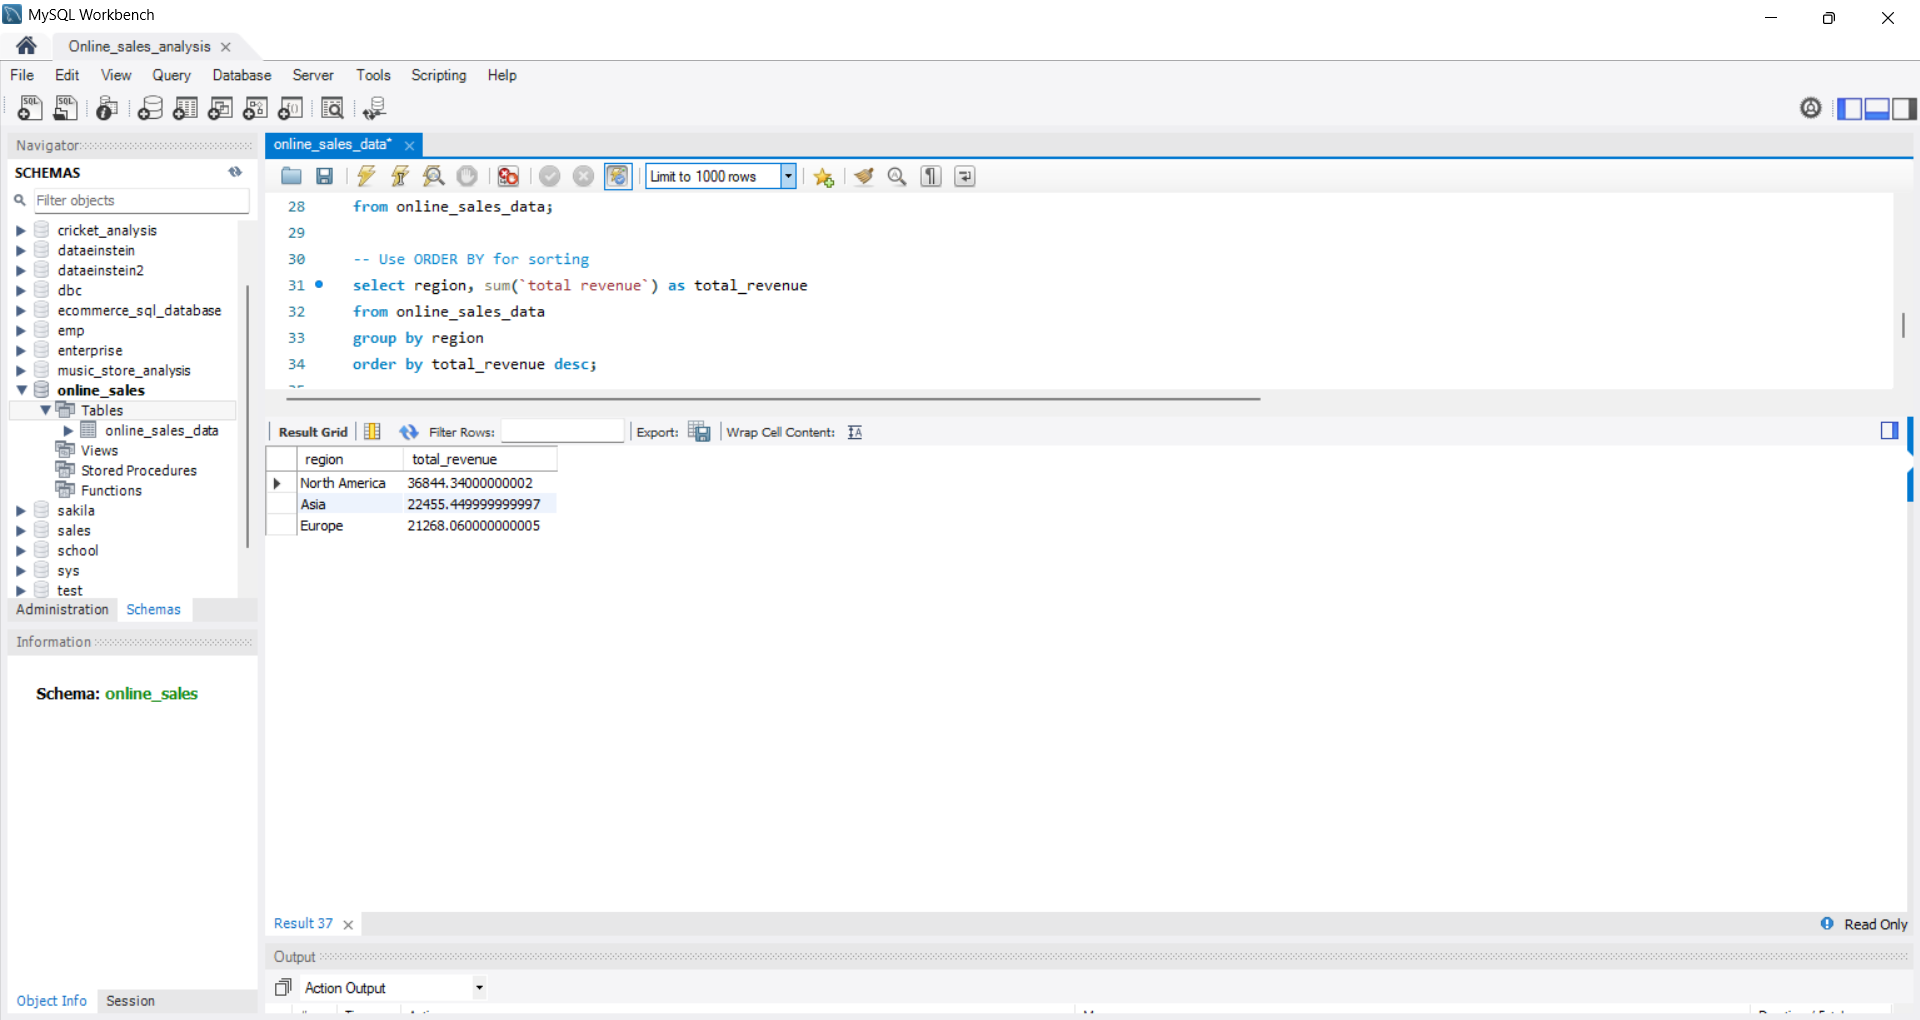 MySQL Workbench
Online_sales_analysis
File Edit View Query Database Server Tools Scripting Help
Navigator
SCHEMAS
Filter objects
cricket_analysis
dataeinstein
dataeinstein2
dbc
ecommerce_sql_database
emp
enterprise
music_store_analysis
online_sales
Tables
online_sales_data
Views
Stored Procedures
Functions
sakila
sales
school
sys
test
Administration Schemas
Information
Schema: online_sales
Object Info Session
online_sales_data*
Limit to 1000 rows
28 from online_sales_data;
29
30 -- Use ORDER BY for sorting
31 select region, sum(`total revenue`) as total_revenue
32 from online_sales_data
33 group by region
34 order by total_revenue desc;
Result Grid Filter Rows: Export: Wrap Cell Content:
region total_revenue
North America 36844.34000000002
Asia 22455.449999999997
Europe 21268.060000000005
Result 37 Read Only
Output
Action Output